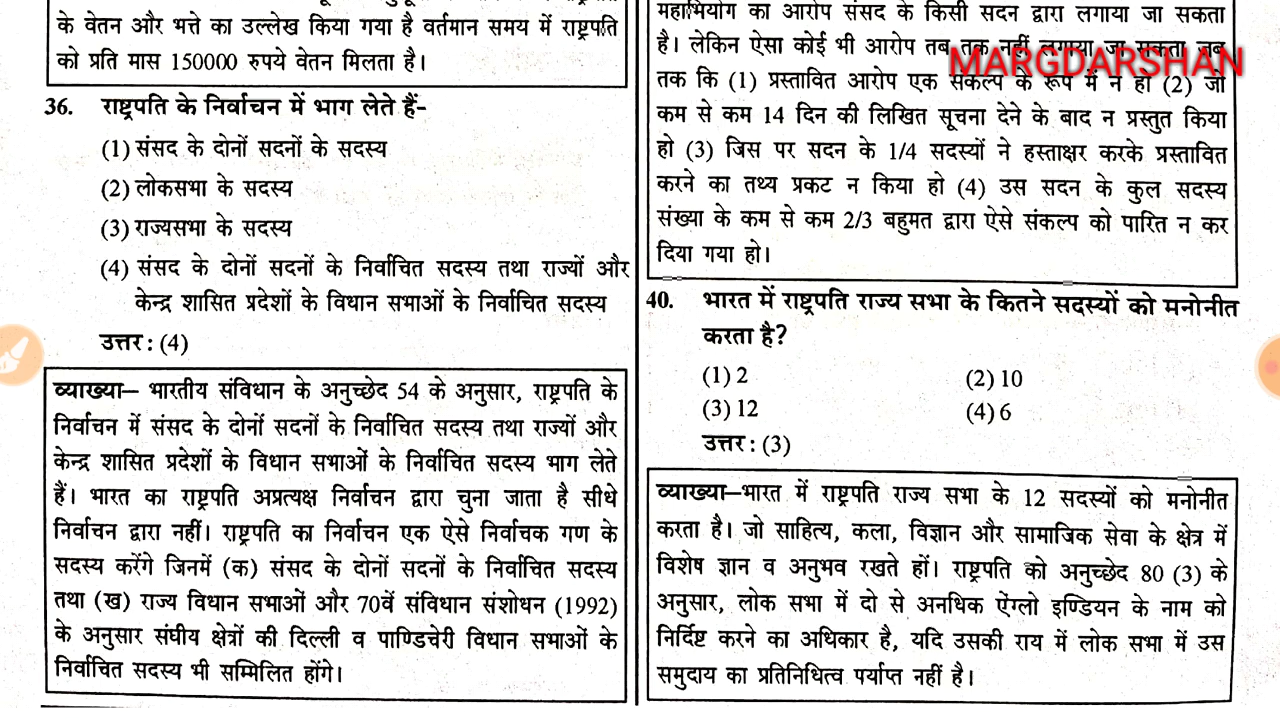 के वेतन और भत्ते का उल्लेख किया गया है वर्तमान समय में राष्ट्रपति
को प्रति मास 150000 रुपये वेतन मिलता है।
36. राष्ट्रपति के निर्वाचन में भाग लेते हैं-
(1) संसद के दोनों सदनों के सदस्य
(2) लोकसभा के सदस्य
(3) राज्यसभा के सदस्य
(4) संसद के दोनों सदनों के निर्वाचित सदस्य तथा राज्यों और
केन्द्र शासित प्रदेशों के विधान सभाओं के निर्वाचित सदस्य
उत्तर : (4)
व्याख्या– भारतीय संविधान के अनुच्छेद 54 के अनुसार, राष्ट्रपति के
निर्वाचन में संसद के दोनों सदनों के निर्वाचित सदस्य तथा राज्यों और
केन्द्र शासित प्रदेशों के विधान सभाओं के निर्वाचित सदस्य भाग लेते
हैं। भारत का राष्ट्रपति अप्रत्यक्ष निर्वाचन द्वारा चुना जाता है सीधे
निर्वाचन द्वारा नहीं। राष्ट्रपति का निर्वाचन एक ऐसे निर्वाचक गण के
सदस्य करेंगे जिनमें (क) संसद के दोनों सदनों के निर्वाचित सदस्य
तथा (ख) राज्य विधान सभाओं और 70वें संविधान संशोधन (1992)
के अनुसार संघीय क्षेत्रों की दिल्ली व पाण्डिचेरी विधान सभाओं के
निर्वाचित सदस्य भी सम्मिलित होंगे।
महाभियोग का आरोप संसद के किसी सदन द्वारा लगाया जा सकता
है। लेकिन ऐसा कोई भी आरोप तब तक नहीं लगाया जा सकता जब
MARGDARSHAN
तक कि (1) प्रस्तावित आरोप एक संकल्प के रूप में न हो (2) जो
कम से कम 14 दिन की लिखित सूचना देने के बाद न प्रस्तुत किया
हो (3) जिस पर सदन के 1/4 सदस्यों ने हस्ताक्षर करके प्रस्तावित
करने का तथ्य प्रकट न किया हो (4) उस सदन के कुल सदस्य
संख्या के कम से कम 2/3 बहुमत द्वारा ऐसे संकल्प को पारित न कर
दिया गया हो।
40. भारत में राष्ट्रपति राज्य सभा के कितने सदस्यों को मनोनीत
करता है?
(1) 2 (2) 10
(3) 12 (4) 6
उत्तर : (3)
व्याख्या–भारत में राष्ट्रपति राज्य सभा के 12 सदस्यों को मनोनीत
करता है। जो साहित्य, कला, विज्ञान और सामाजिक सेवा के क्षेत्र में
विशेष ज्ञान व अनुभव रखते हों। राष्ट्रपति को अनुच्छेद 80 (3) के
अनुसार, लोक सभा में दो से अनधिक ऐंग्लो इण्डियन के नाम को
निर्दिष्ट करने का अधिकार है, यदि उसकी राय में लोक सभा में उस
समुदाय का प्रतिनिधित्व पर्याप्त नहीं है।